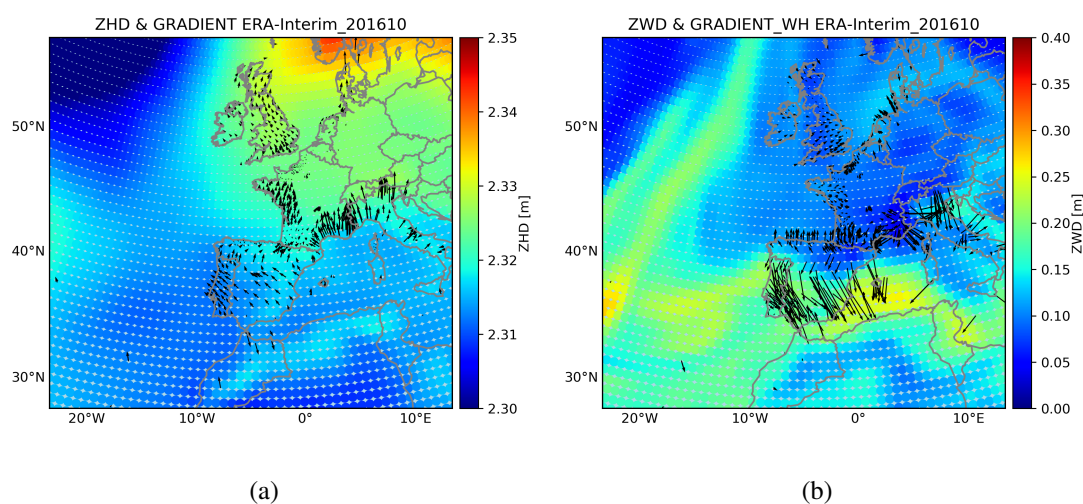 ZHD & GRADIENT ERA-Interim_201610
50°N
40°N
30°N
20°W
10°W
0°
10°E
2.35
2.34
2.33
2.32
2.31
2.30
ZHD [m]
(a)
ZWD & GRADIENT_WH ERA-Interim_201610
50°N
40°N
30°N
20°W
10°W
0°
10°E
0.40
0.35
0.30
0.25
0.20
0.15
0.10
0.05
0.00
ZWD [m]
(b)